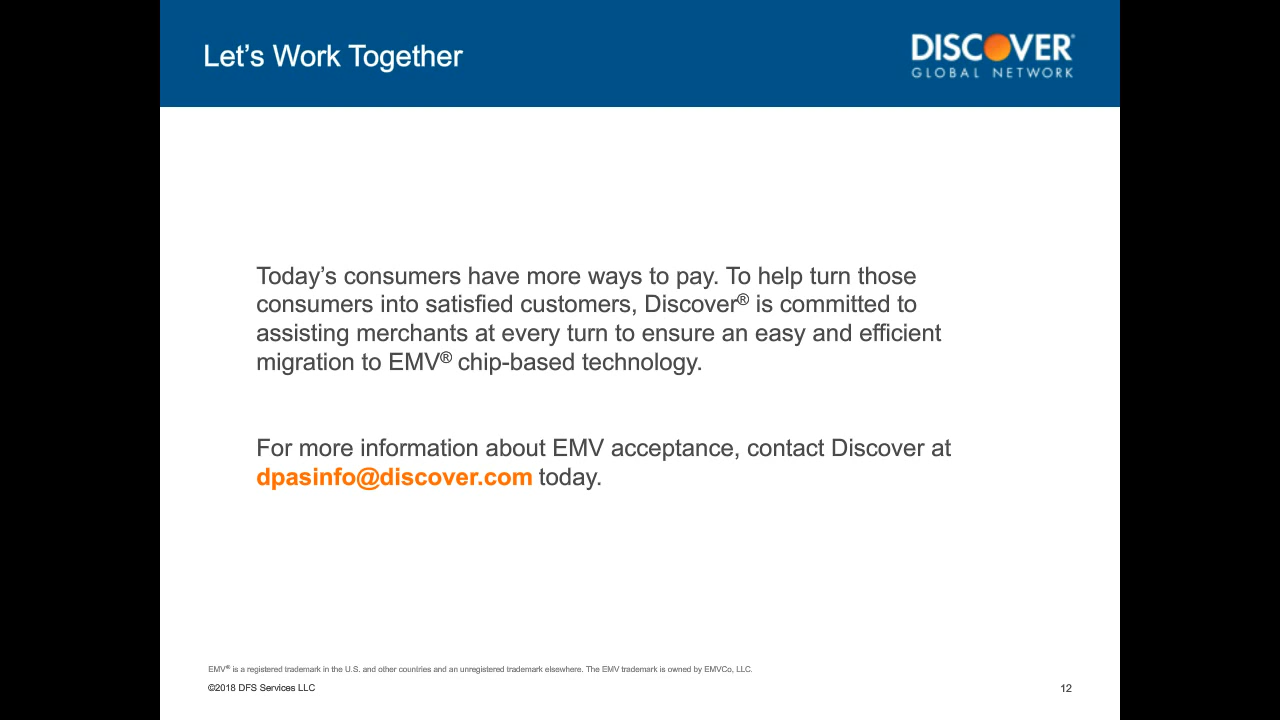 Let’s Work Together
DISCOVER®
GLOBAL NETWORK
Today’s consumers have more ways to pay. To help turn those
consumers into satisfied customers, Discover® is committed to
assisting merchants at every turn to ensure an easy and efficient
migration to EMV® chip-based technology.
For more information about EMV acceptance, contact Discover at
dpasinfo@discover.com today.
EMV® is a registered trademark in the U.S. and other countries and an unregistered trademark elsewhere. The EMV trademark is owned by EMVCo, LLC.
©2018 DFS Services LLC
12